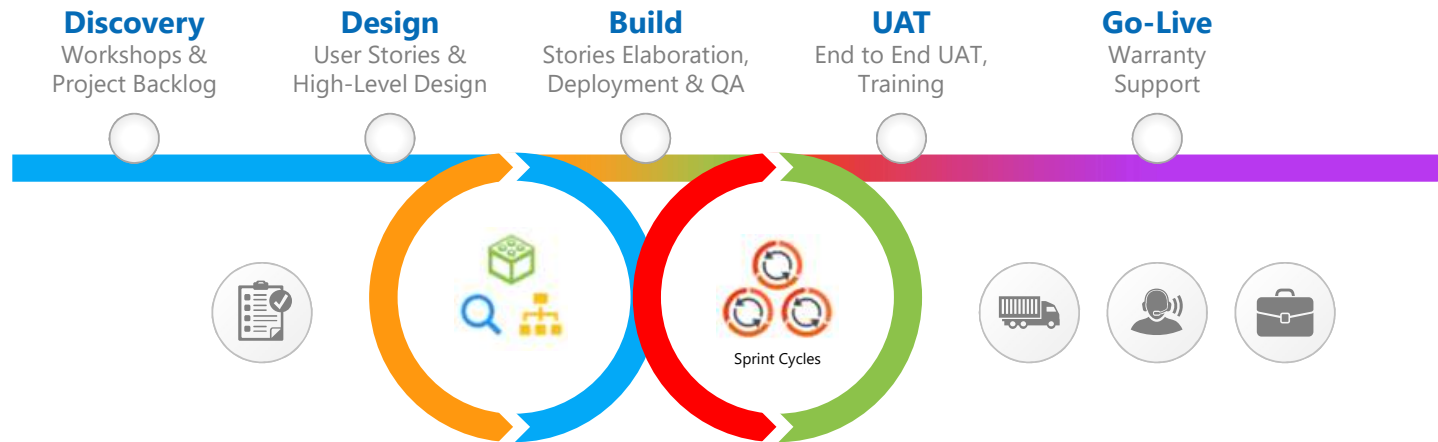 Discovery
Workshops &
Project Backlog
Design
User Stories &
High-Level Design
Build
Stories Elaboration,
Deployment & QA
UAT
End to End UAT,
Training
Go-Live
Warranty
Support
Sprint Cycles